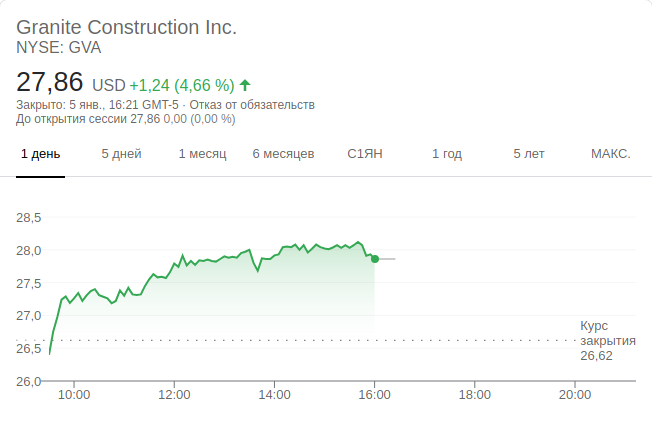 Granite Construction Inc.
NYSE: GVA
27,86 USD +1,24 (4,66 %)
Закрыто: 5 янв., 16:21 GMT-5 · Отказ от обязательств
До открытия сессии 27,86 0,00 (0,00 %)
1 день 5 дней 1 месяц 6 месяцев С1ЯН 1 год 5 лет МАКС.
28,5
28,0
27,5
27,0
26,5
26,0
Курс
закрытия
26,62
10:00 12:00 14:00 16:00 18:00 20:00